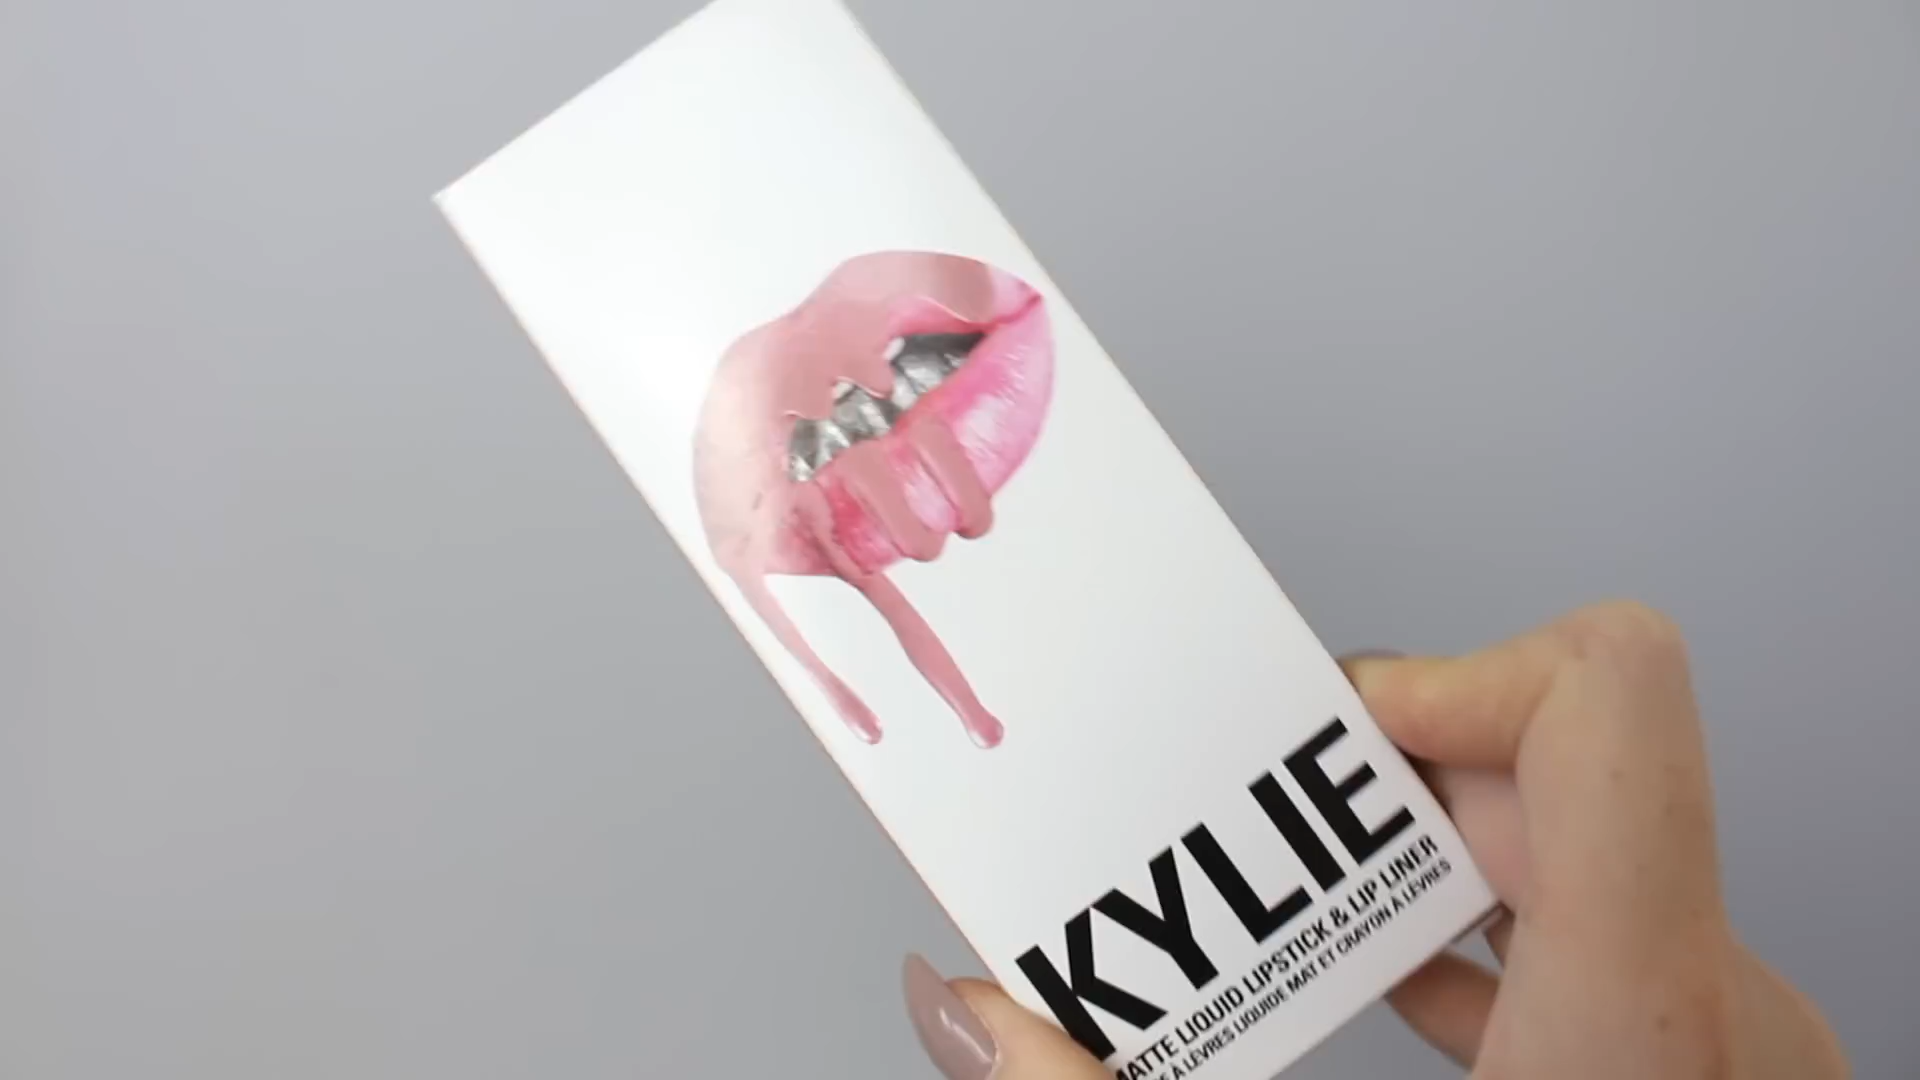 KYLIE
MATTE LIQUID LIPSTICK & LIP LINER
À LÈVRES LIQUIDE MAT ET CRAYON À LÈVRES